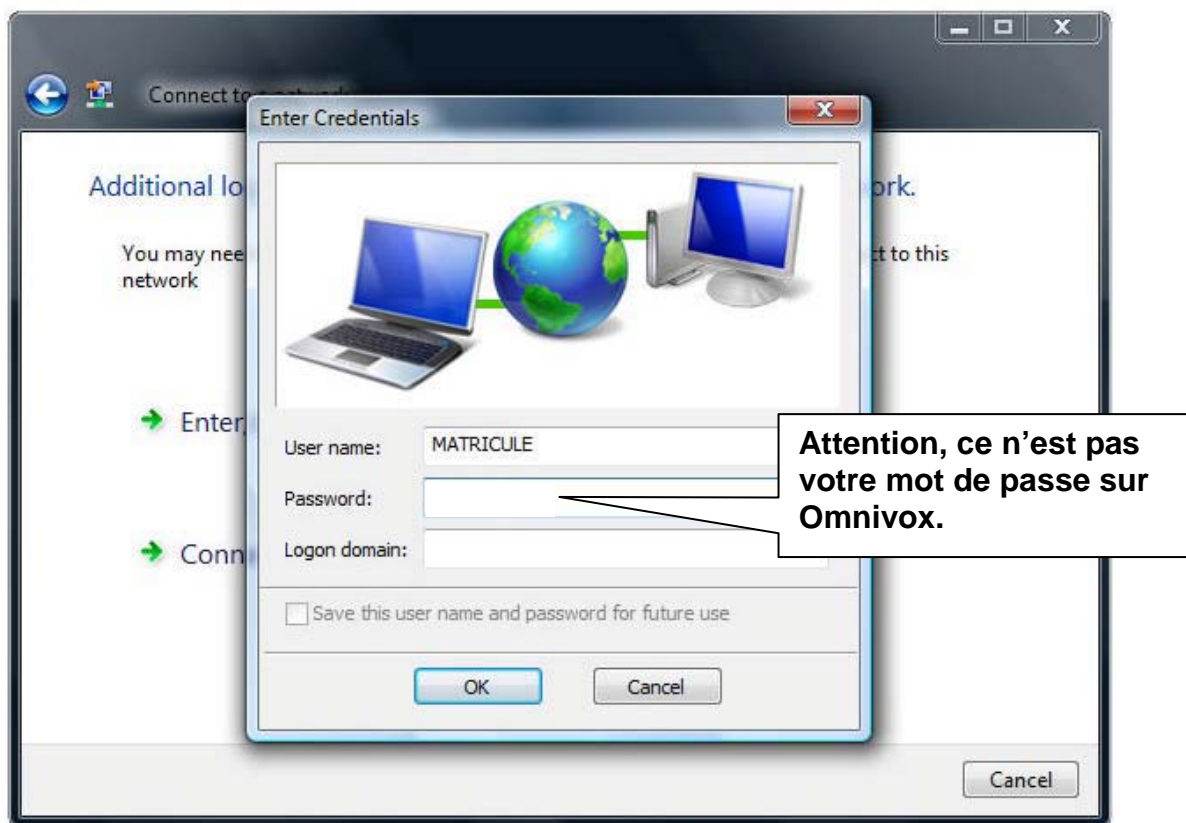 Connect to
Enter Credentials
Additional lo
ork.
You may nee
ct to this
network
Enter
User name:
MATRICULE
Attention, ce n’est pas
votre mot de passe sur
Omnivox.
Password:
Conn
Logon domain:
Save this user name and password for future use
OK
Cancel
Cancel